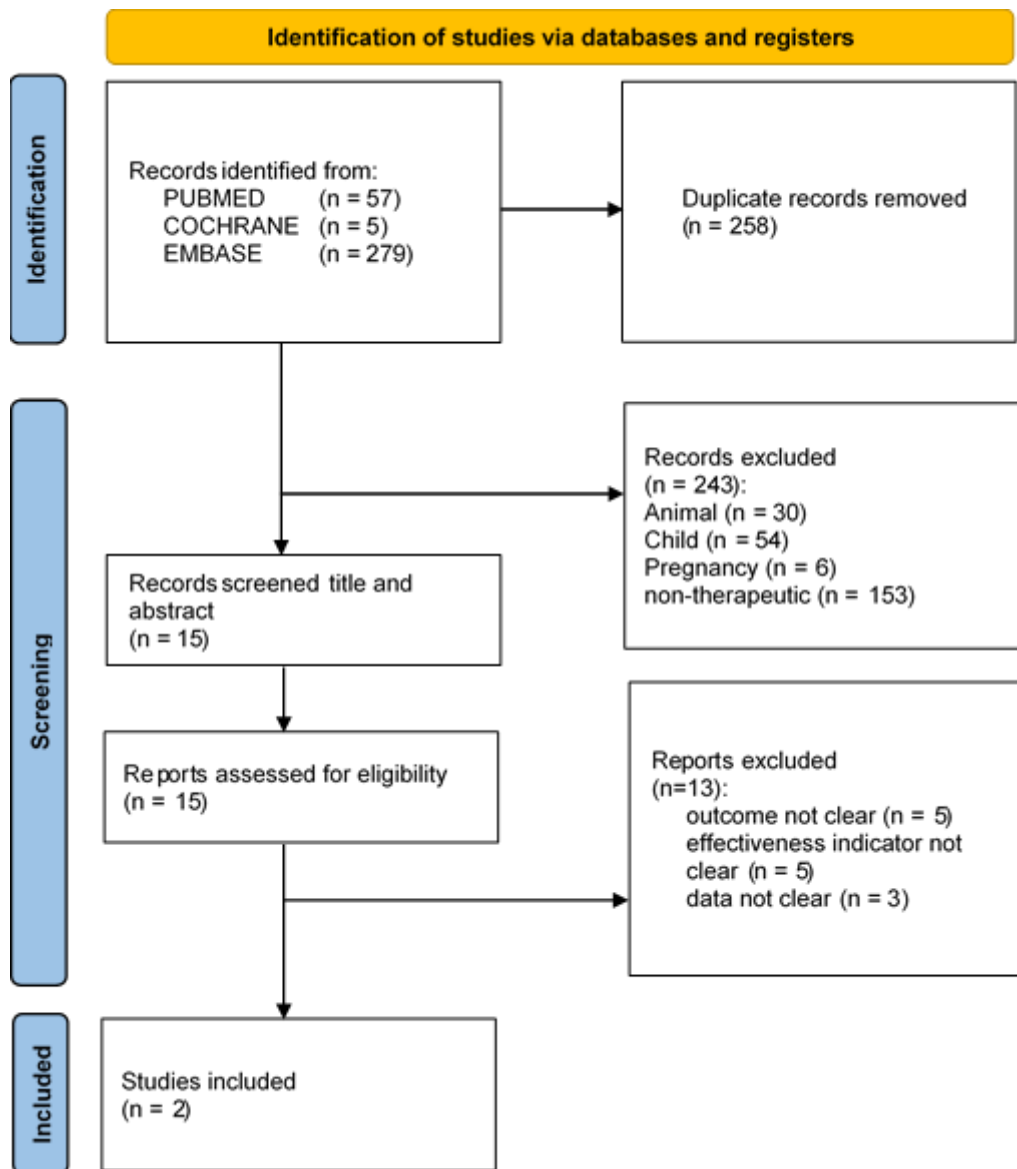 Identification of studies via databases and registers
Identification
Records identified from:
PUBMED (n = 57)
COCHRANE (n = 5)
EMBASE (n = 279)
Duplicate records removed
(n = 258)
Screening
Records excluded
(n = 243):
Animal (n = 30)
Child (n = 54)
Pregnancy (n = 6)
non-therapeutic (n = 153)
Records screened title and
abstract
(n = 15)
Reports assessed for eligibility
(n = 15)
Reports excluded
(n=13):
outcome not clear (n = 5)
effectiveness indicator not
clear (n = 5)
data not clear (n = 3)
Included
Studies included
(n = 2)